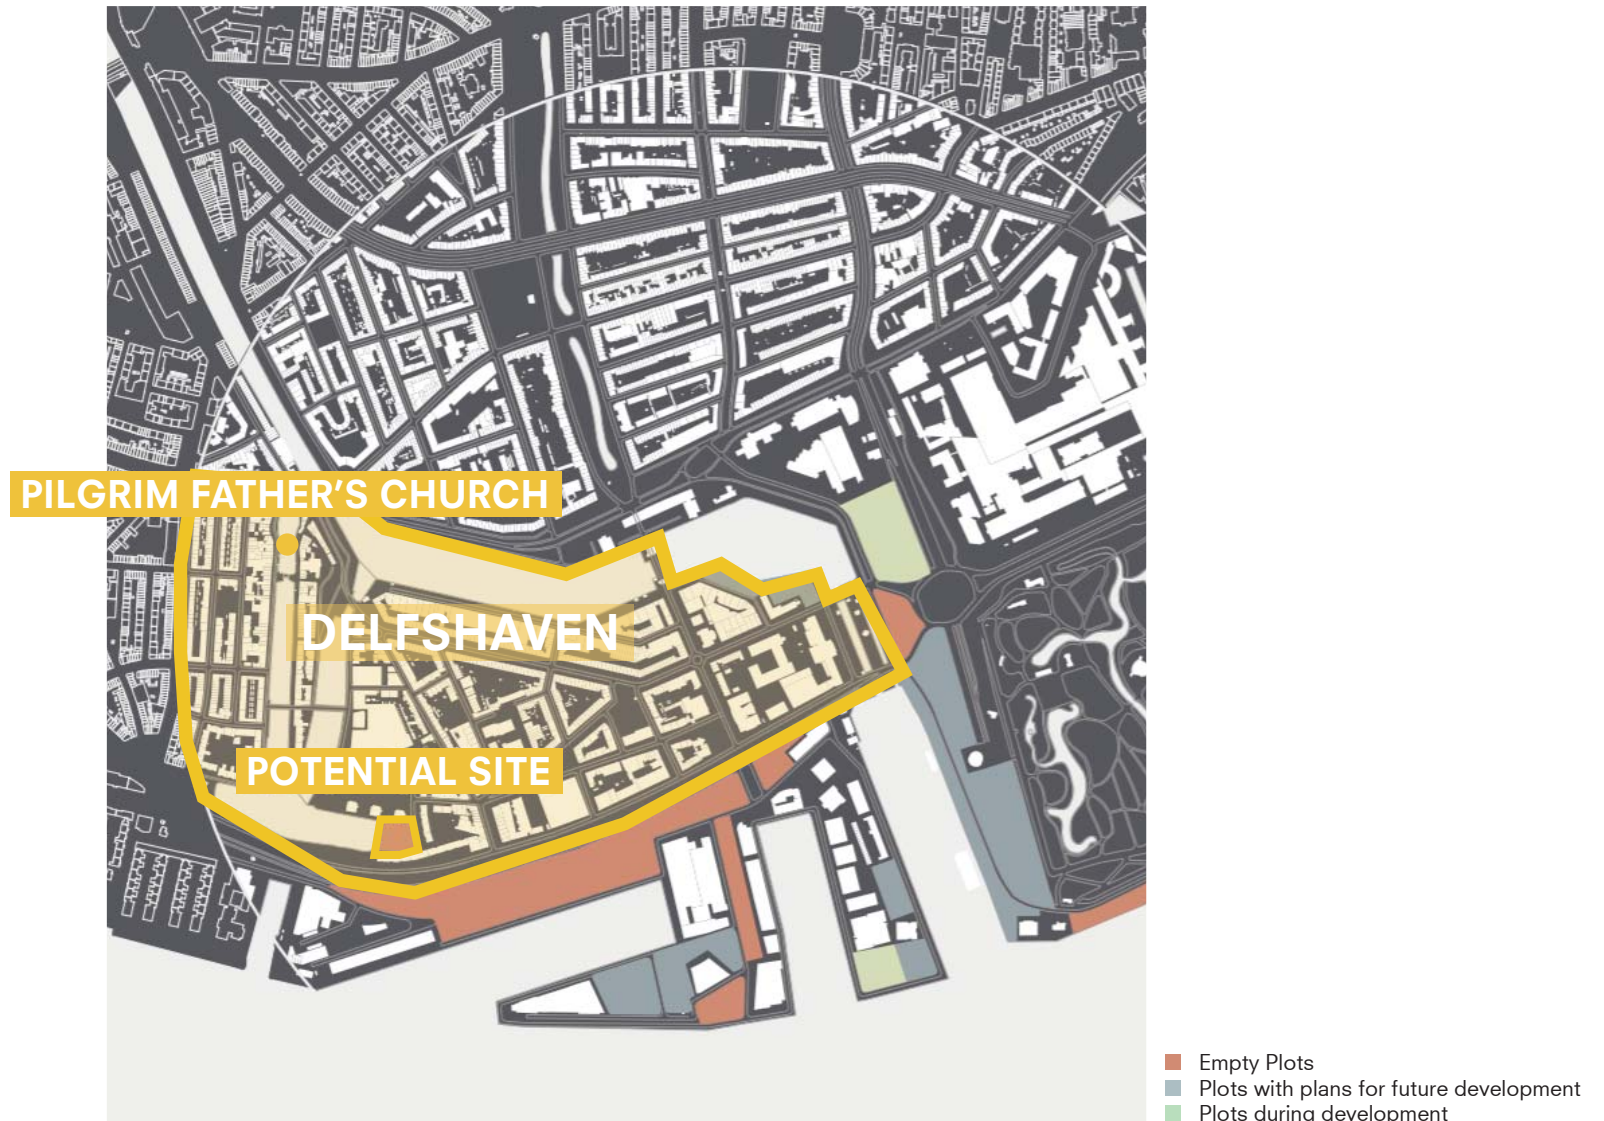 PILGRIM FATHER'S CHURCH
DELFSHAVEN
POTENTIAL SITE
Empty Plots
Plots with plans for future development
Plots during development